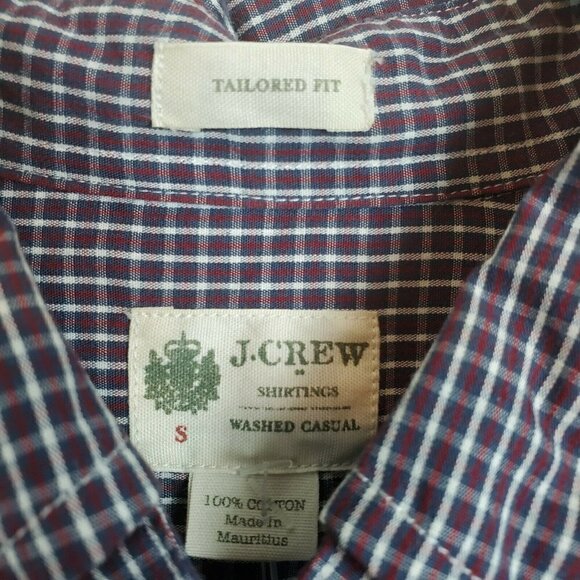 TAILORED FIT
J.CREW
SHIRTINGS
WASHED CASUAL
S
100% COTTON
Made in
Mauritius